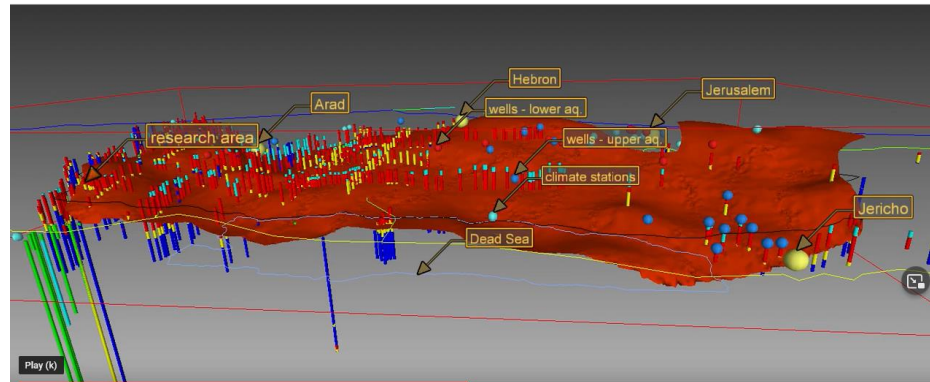 Hebron
Arad
Jerusalem
wells - lower aq.
research area
wells - upper aq.
climate stations
Jericho
Dead Sea
Play (k)